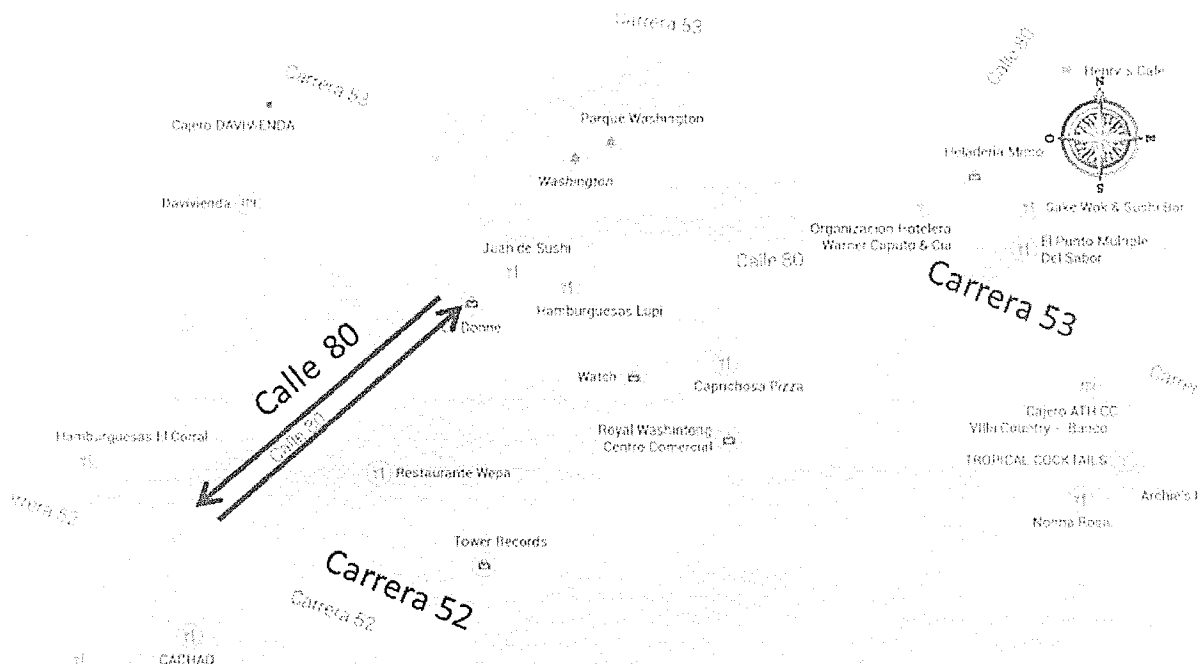 Carrera 53
Calle 80
Carrera 53
Henry's Cafe
N
Cajero DAVIVIENDA
Parque Washington
O
E
Heladeria Mimo
Washington
S
Davivienda
Sake Wok & Sushi Bar
Organizacion Hotelera
Warner Caputo & Cia
El Punto Multiple
Del Sabor
Juan de Sushi
Calle 80
Carrera 53
Hamburguesas Lupi
Donne
Calle 80
Watch
Caprichosa Pizza
Cajero ATH CC
Villa Country - Banco
Calle 80
Hamburguesas El Corral
Royal Washintong
Centro Comercial
TROPICAL COCKTAILS
Restaurante Wepa
Archie's
Nonna Rosa
Tower Records
Carrera 52
Carrera 52